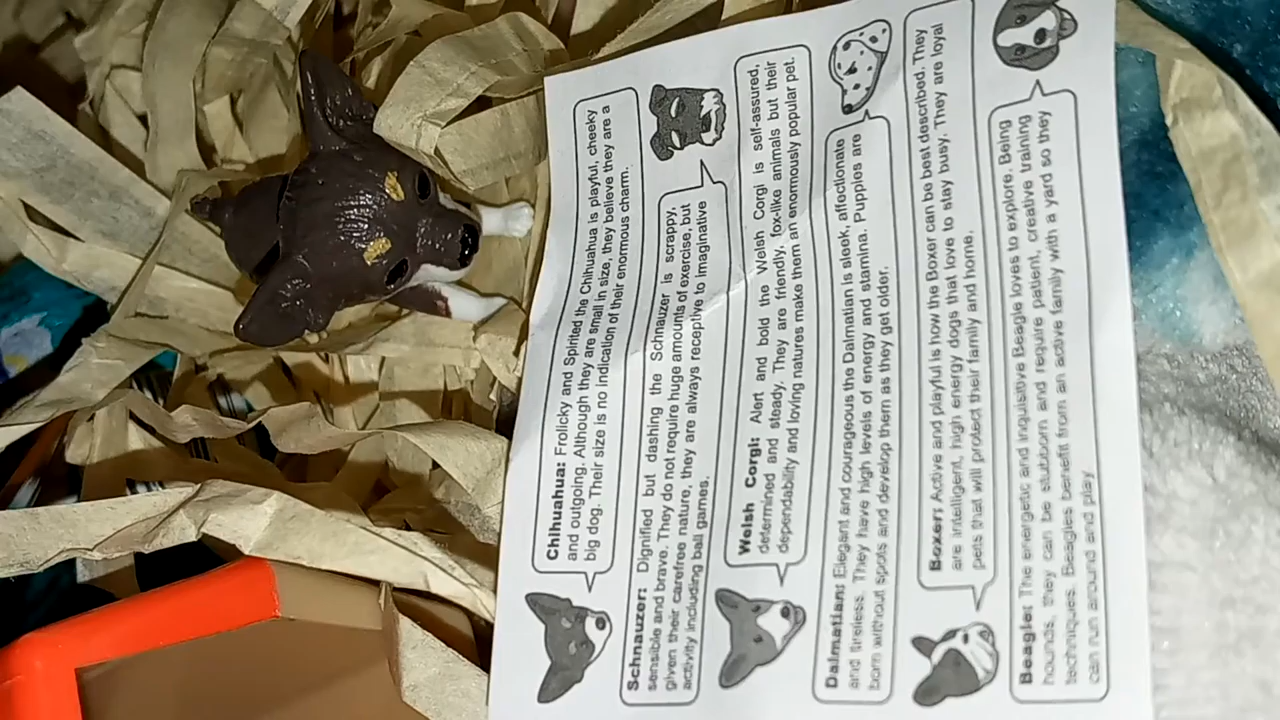 Chihuahua: Frolicky and Spirited the Chihuahua is playful, cheeky
and outgoing. Although they are small in size, they believe they are a
big dog. Their size is no indication of their enormous charm.
Schnauzer: Dignified but dashing the Schnauzer is scrappy,
sensible and brave. They do not require huge amounts of exercise, but
given their carefree nature, they are always receptive to imaginative
activity including ball games.
Welsh Corgi: Alert and bold the Welsh Corgi is self-assured,
determined and steady. They are friendly, fox-like animals but their
dependability and loving natures make them an enormously popular pet.
Dalmatian: Elegant and courageous the Dalmatian is sleek, affectionate
and tireless. They have high levels of energy and stamina. Puppies are
born without spots and develop them as they get older.
Boxer: Active and playful is how the Boxer can be best described. They
are intelligent, high energy dogs that love to stay busy. They are loyal
pets that will protect their family and home.
Beagle: The energetic and inquisitive Beagle loves to explore. Being
hounds, they can be stubborn and require patient, creative training
techniques. Beagles benefit from an active family with a yard so they
can run around and play